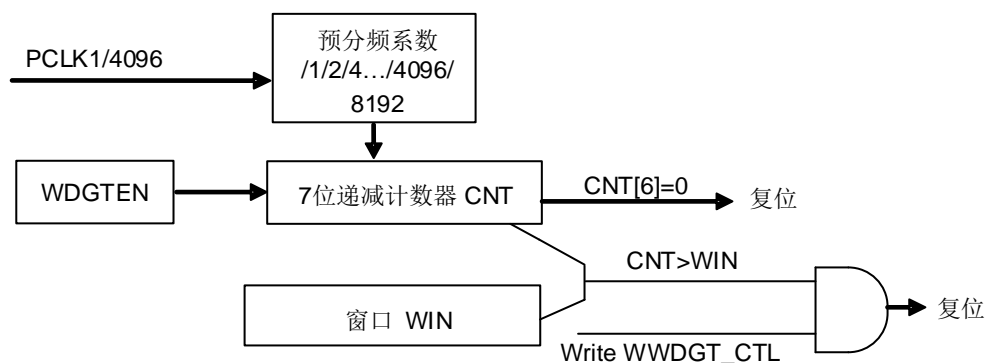 PCLK1/4096
预分频系数
/1/2/4…/4096/
8192
WDGTEN
7位递减计数器 CNT
CNT[6]=0
复位
CNT>WIN
窗口 WIN
复位
Write WWDGT_CTL